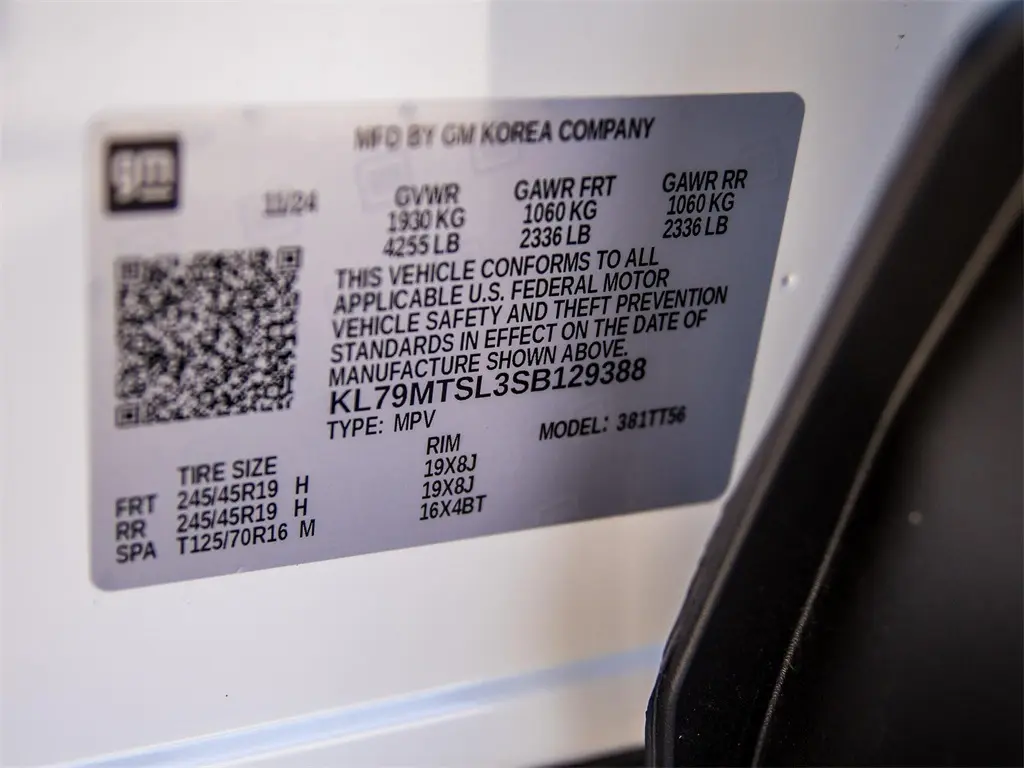 gm
MFD BY GM KOREA COMPANY
11/24
GVWR GAWR FRT GAWR RR
1930 KG 1060 KG 1060 KG
4255 LB 2336 LB 2336 LB
THIS VEHICLE CONFORMS TO ALL
APPLICABLE U.S. FEDERAL MOTOR
VEHICLE SAFETY AND THEFT PREVENTION
STANDARDS IN EFFECT ON THE DATE OF
MANUFACTURE SHOWN ABOVE.
KL79MTSL3SB129388
TYPE: MPV MODEL: 381TT56
TIRE SIZE RIM
FRT 245/45R19 H 19X8J
RR 245/45R19 H 19X8J
SPA T125/70R16 M 16X4BT